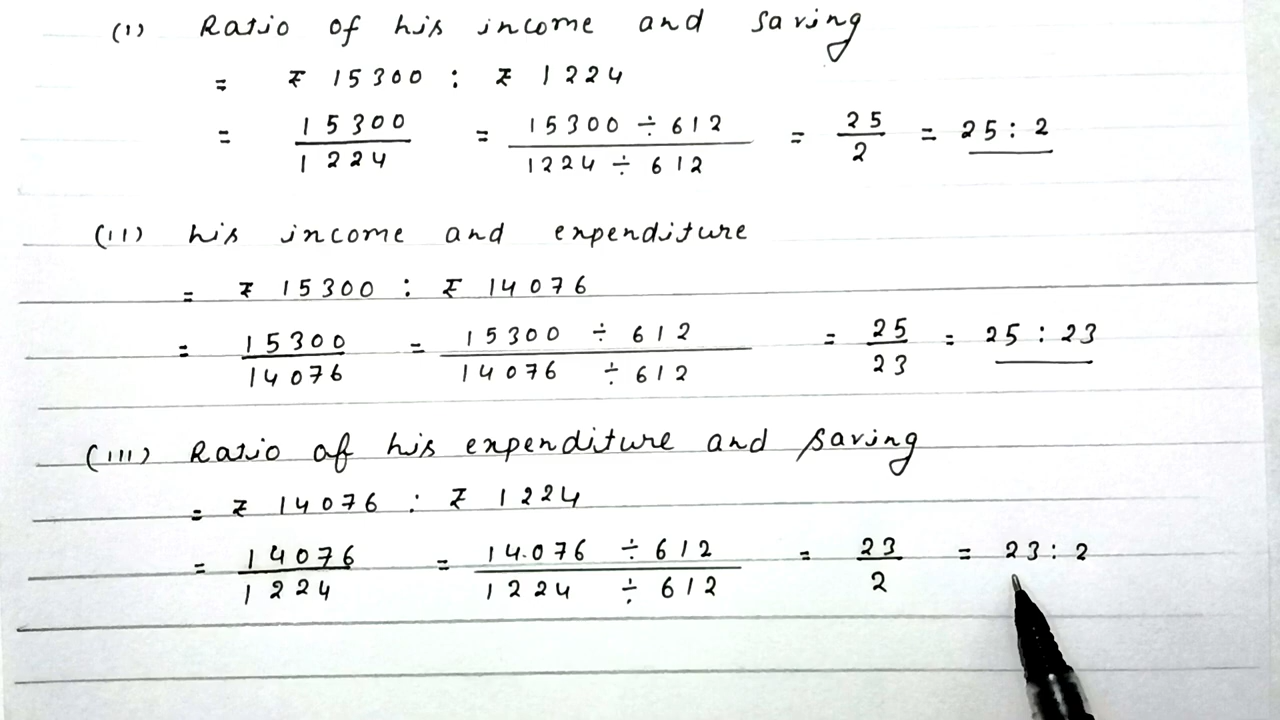 (i) Ratio of his income and saving
= ₹ 15300 : ₹ 1224
= 15300/1224 = 15300 ÷ 612/1224 ÷ 612 = 25/2 = 25 : 2
(ii) his income and expenditure
= ₹ 15300 : ₹ 14076
= 15300/14076 = 15300 ÷ 612/14076 ÷ 612 = 25/23 = 25 : 23
(iii) Ratio of his expenditure and saving
= ₹ 14076 : ₹ 1224
= 14076/1224 = 14.076 ÷ 612/1224 ÷ 612 = 23/2 = 23 : 2